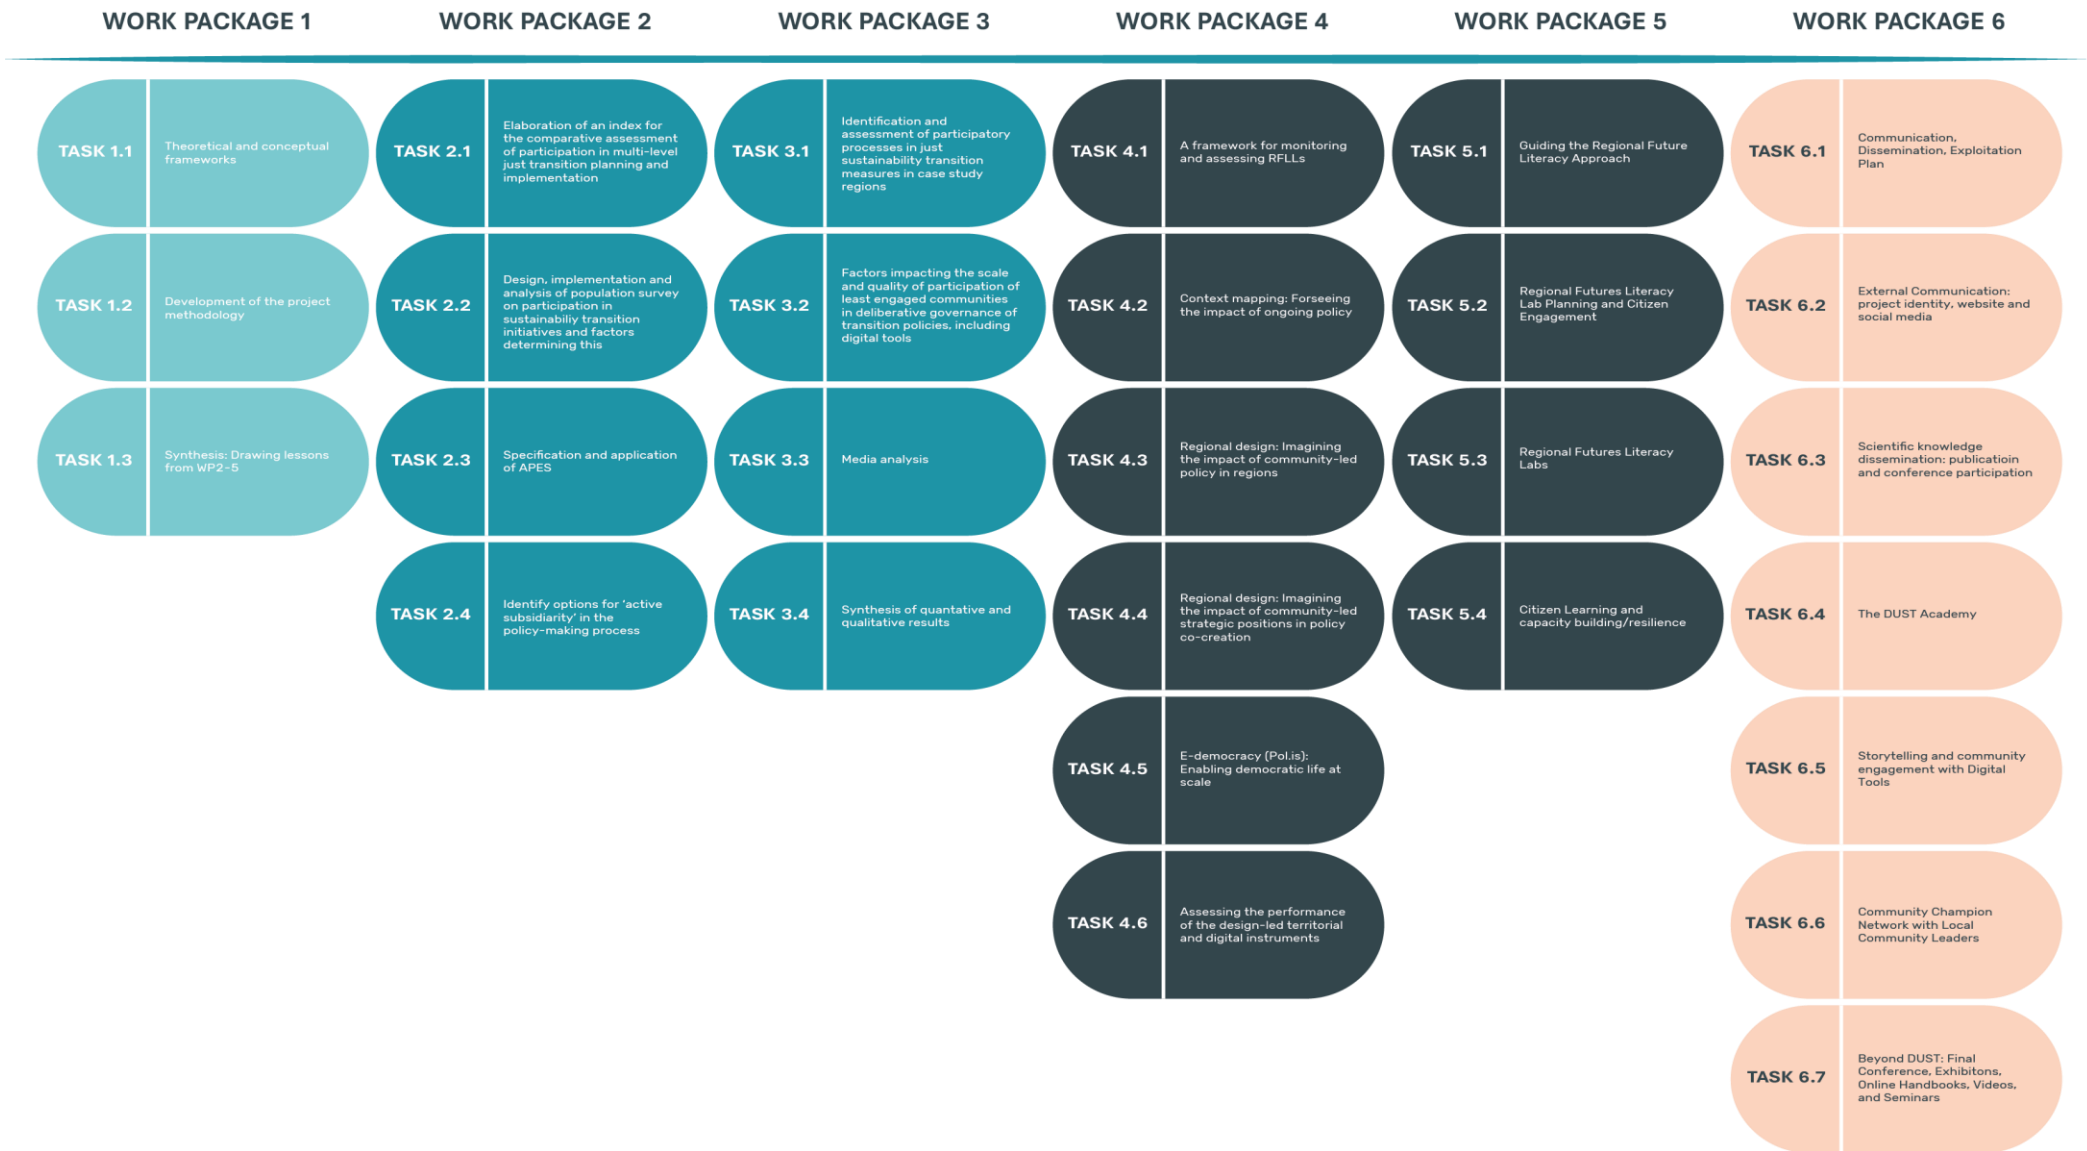 WORK PACKAGE 1
WORK PACKAGE 2
WORK PACKAGE 3
WORK PACKAGE 4
WORK PACKAGE 5
WORK PACKAGE 6
TASK 1.1
Theoretical and conceptual
frameworks
TASK 1.2
Development of the project
methodology
TASK 1.3
Synthesis: Drawing lessons
from WP2-5
TASK 2.1
Elaboration of an index for
the comparative assessment
of participation in multi-level
just transition planning and
implementation
TASK 2.2
Design, implementation and
analysis of population survey
on participation in
sustainabiliy transition
initiatives and factors
determining this
TASK 2.3
Specification and application
of APES
TASK 2.4
Identify options for 'active
subsidiarity' in the
policy-making process
TASK 3.1
Identification and
assessment of participatory
processes in just
sustainability transition
measures in case study
regions
TASK 3.2
Factors impacting the scale
and quality of participation of
least engaged communities
in deliberative governance of
transition policies, including
digital tools
TASK 3.3
Media analysis
TASK 3.4
Synthesis of quantative and
qualitative results
TASK 4.1
A framework for monitoring
and assessing RFLLs
TASK 4.2
Context mapping: Forseeing
the impact of ongoing policy
TASK 4.3
Regional design: Imagining
the impact of community-led
policy in regions
TASK 4.4
Regional design: Imagining
the impact of community-led
strategic positions in policy
co-creation
TASK 4.5
E-democracy (Pol.is):
Enabling democratic life at
scale
TASK 4.6
Assessing the performance
of the design-led territorial
and digital instruments
TASK 5.1
Guiding the Regional Future
Literacy Approach
TASK 5.2
Regional Futures Literacy
Lab Planning and Citizen
Engagement
TASK 5.3
Regional Futures Literacy
Labs
TASK 5.4
Citizen Learning and
capacity building/resilience
TASK 6.1
Communication,
Dissemination, Exploitation
Plan
TASK 6.2
External Communication:
project identity, website and
social media
TASK 6.3
Scientific knowledge
dissemination: publicatioin
and conference participation
TASK 6.4
The DUST Academy
TASK 6.5
Storytelling and community
engagement with Digital
Tools
TASK 6.6
Community Champion
Network with Local
Community Leaders
TASK 6.7
Beyond DUST: Final
Conference, Exhibitons,
Online Handbooks, Videos,
and Seminars